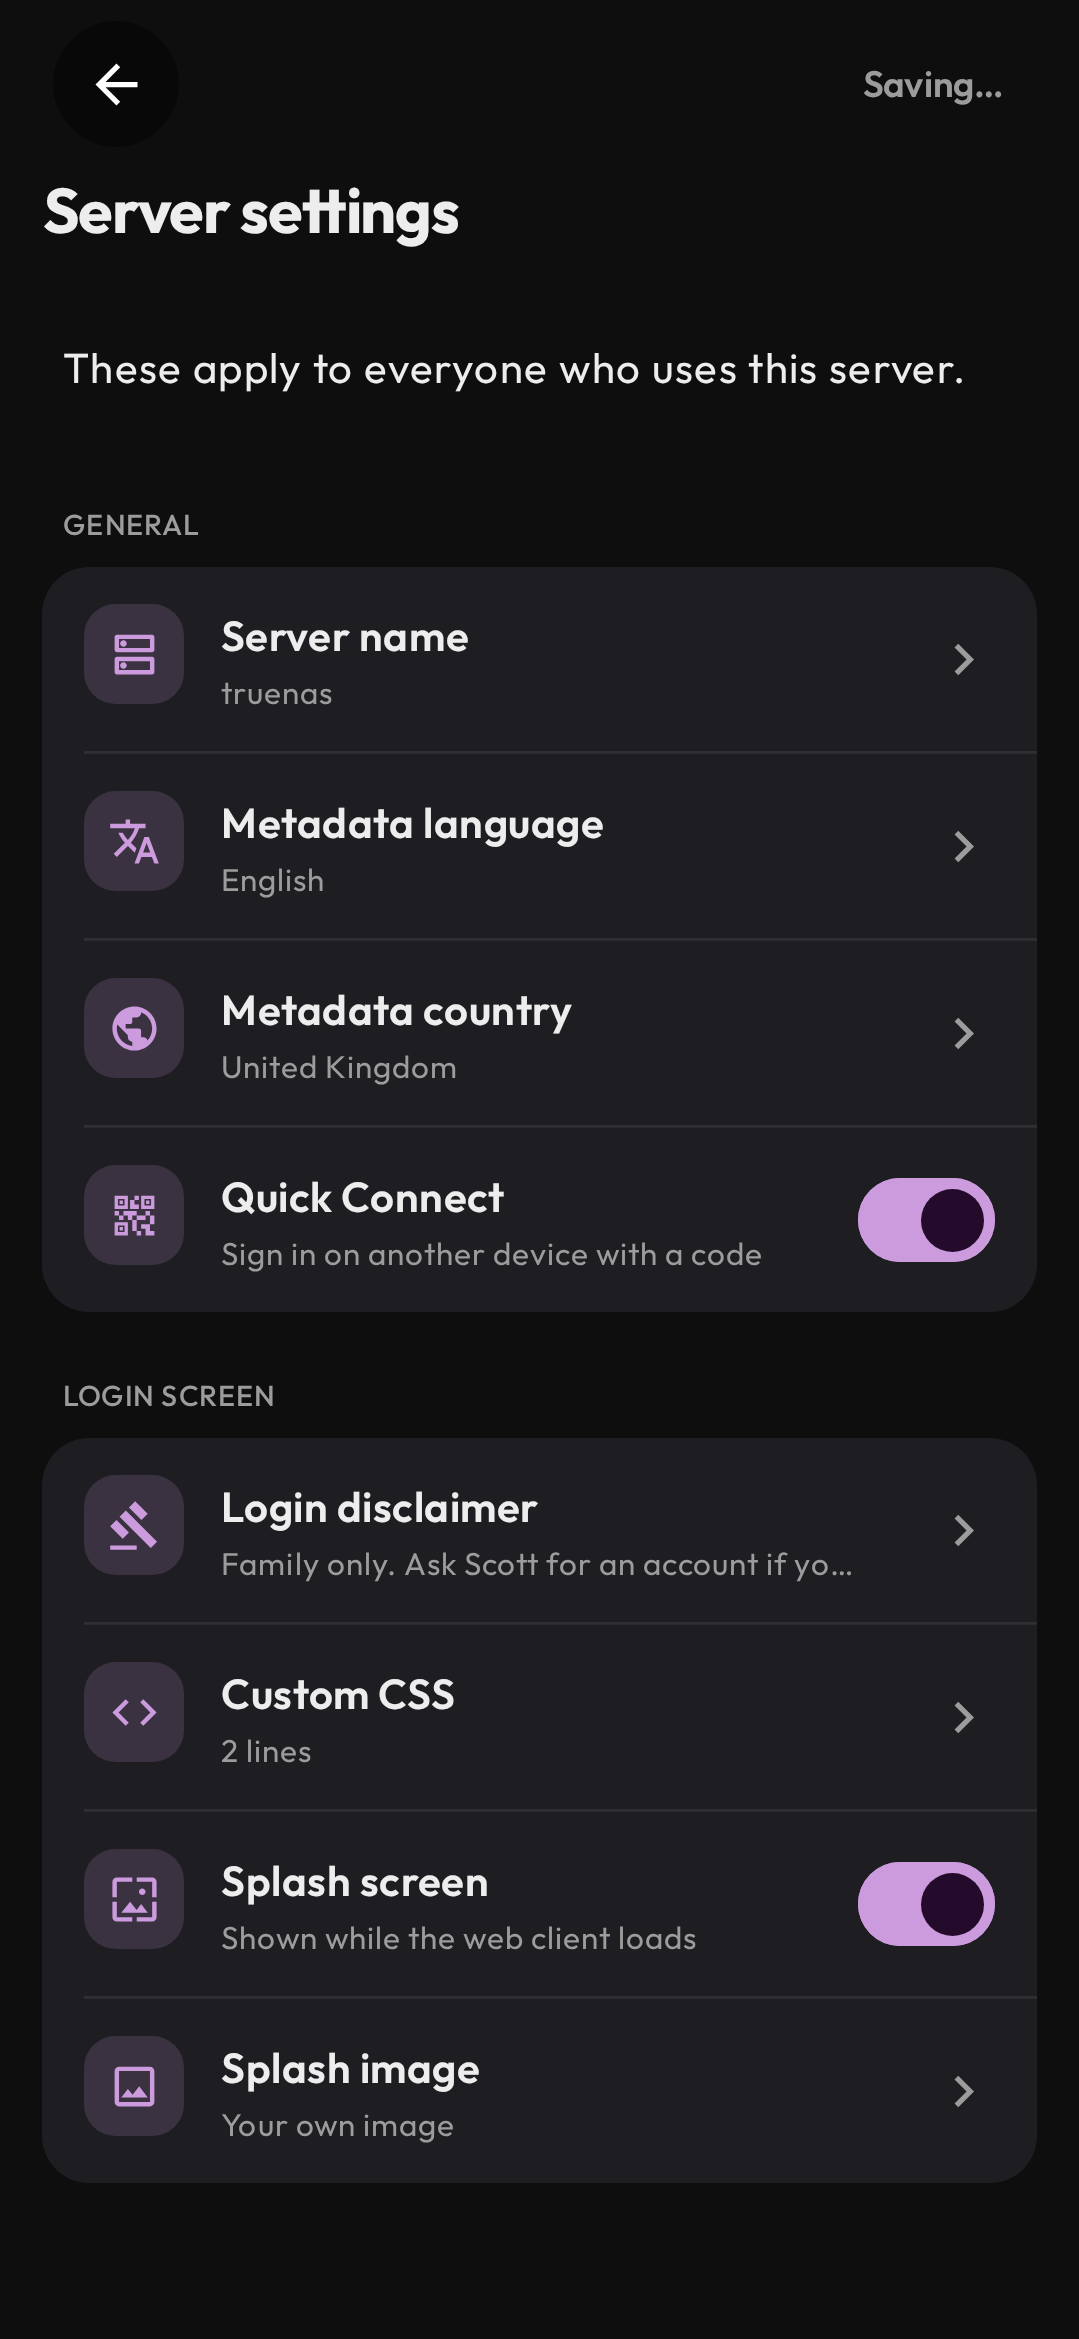 Saving...
Server settings
These apply to everyone who uses this server.
GENERAL
Server name
truenas
Metadata language
English
Metadata country
United Kingdom
Quick Connect
Sign in on another device with a code
LOGIN SCREEN
Login disclaimer
Family only. Ask Scott for an account if yo...
Custom CSS
2 lines
Splash screen
Shown while the web client loads
Splash image
Your own image